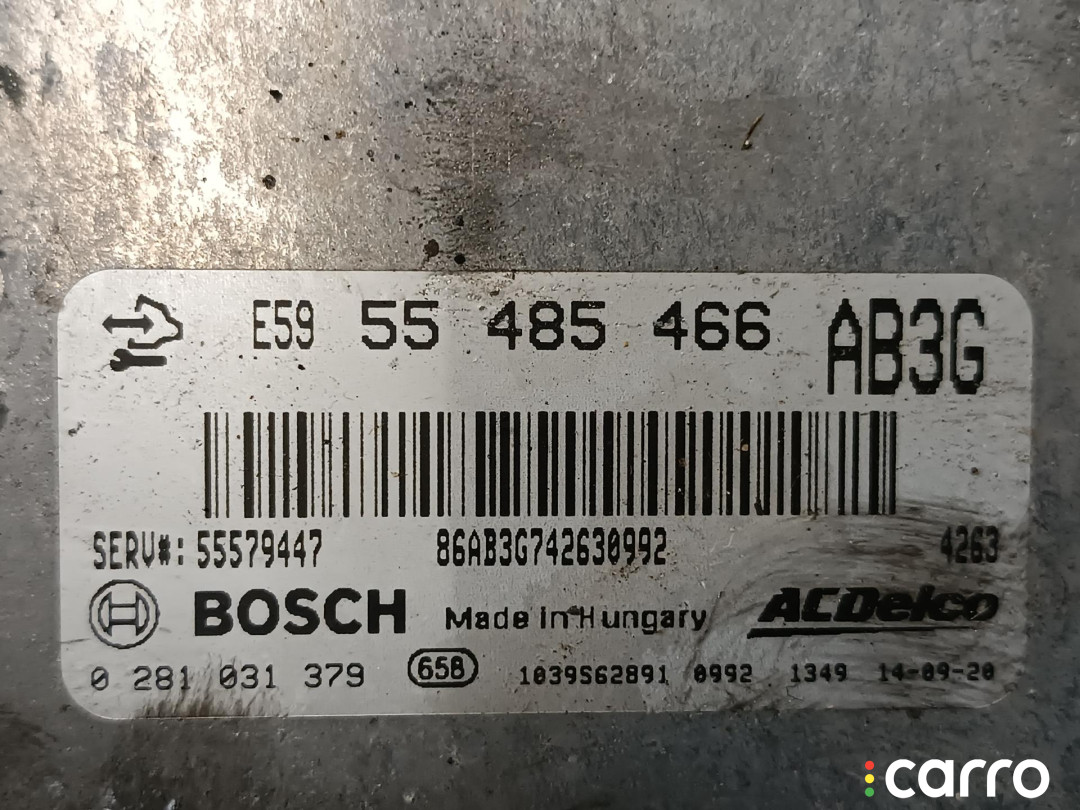 E59 55 485 466 AB3G
SERV#: 55579447 86AB3G742630992 4263
BOSCH Made in Hungary ACDelco
0 281 031 379 658 1039S62891 0992 1349 14-09-20
carro